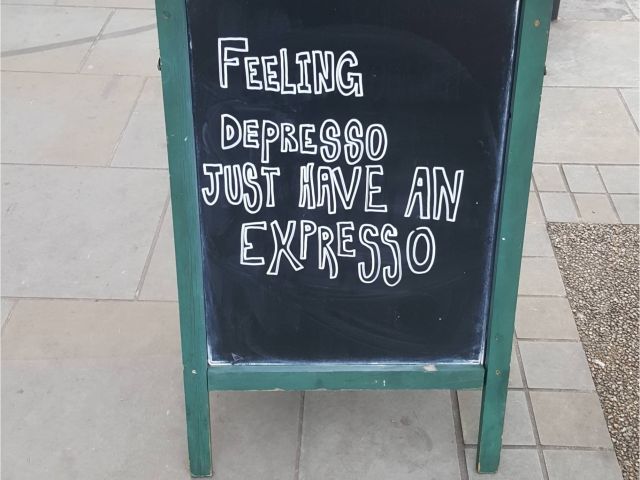 FEELING
DEPRESSO
JUST HAVE AN
EXPRESSO